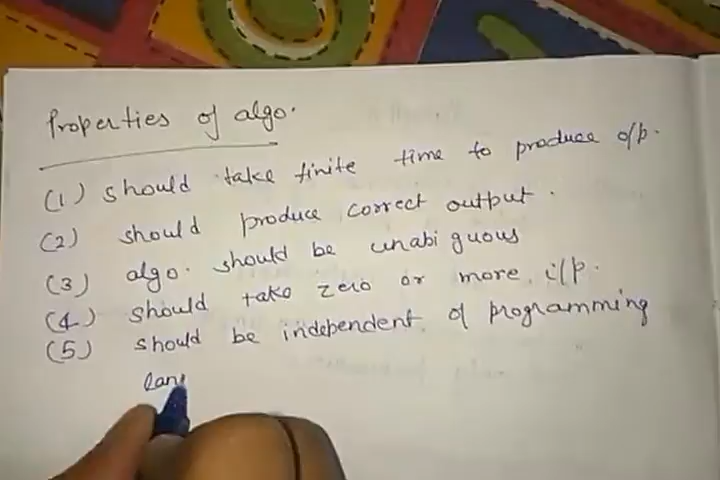 Properties of algo.
(1) should take finite time to produce o/p.
(2) should produce correct output.
(3) algo. should be unabiguous
(4) should take zero or more i/p.
(5) should be independent of programming
lan